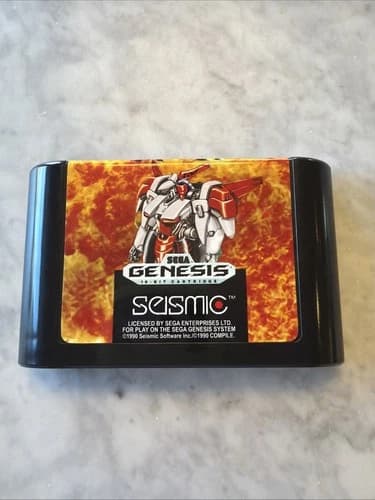 SEGA
GENESIS
16-BIT CARTRIDGE
SEISMIC™
LICENSED BY SEGA ENTERPRISES LTD.
FOR PLAY ON THE SEGA GENESIS SYSTEM
©1990 Seismic Software Inc./©1990 COMPILE.